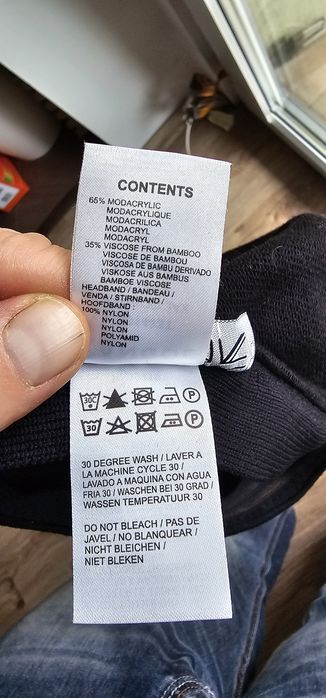 CONTENTS
65% MODACRYLIC
MODACRYLIQUE
MODACRILICA
MODACRYL
MODACRYL
35% VISCOSE FROM BAMBOO
VISCOSE DE BAMBOU
VISCOSA DE BAMBU DERIVADO
VISKOSE AUS BAMBUS
BAMBOE VISCOSE
HEADBAND / BANDEAU /
VENDA / STIRNBAND /
HOOFDBAND :
100% NYLON
NYLON
NYLON
POLYAMID
NYLON
30C P
30 P
30 DEGREE WASH / LAVER A
LA MACHINE CYCLE 30 /
LAVADO A MAQUINA CON AGUA
FRIA 30 / WASCHEN BEI 30 GRAD /
WASSEN TEMPERATUUR 30
DO NOT BLEACH / PAS DE
JAVEL / NO BLANQUEAR /
NICHT BLEICHEN /
NIET BLEKEN